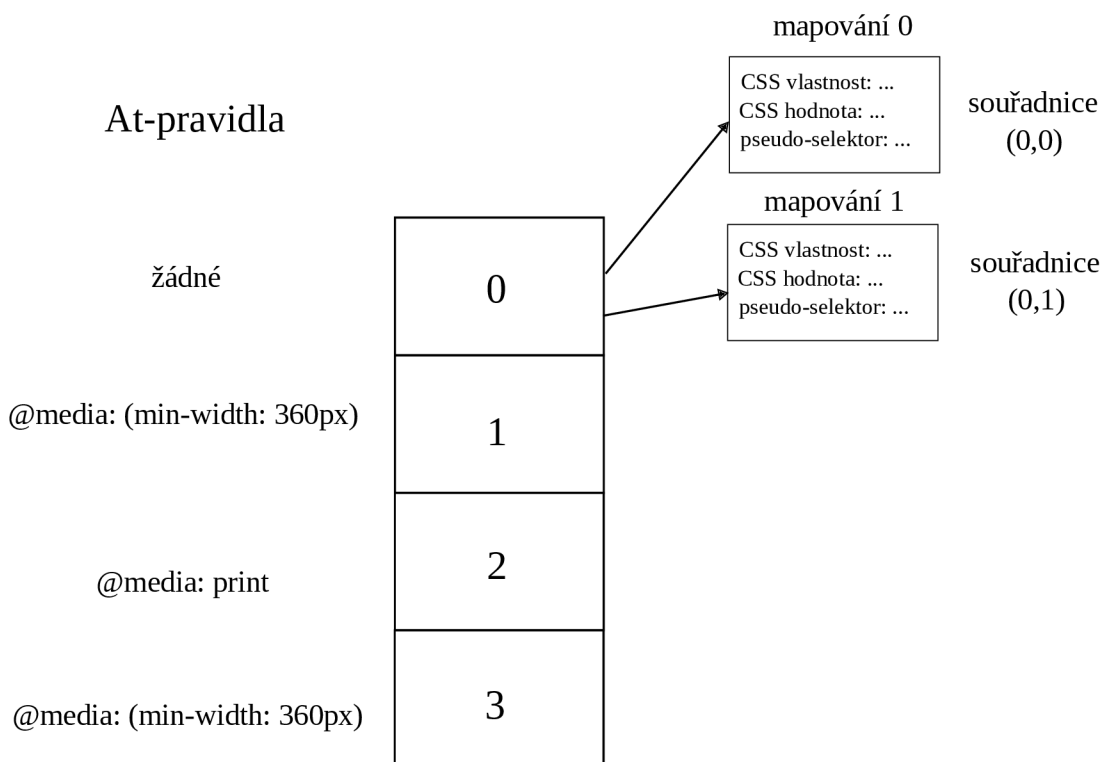 mapování 0
CSS vlastnost: ...
CSS hodnota: ...
pseudo-selektor: ...
souřadnice
(0,0)
At-pravidla
mapování 1
CSS vlastnost: ...
CSS hodnota: ...
pseudo-selektor: ...
souřadnice
(0,1)
žádné
0
@media: (min-width: 360px)
1
@media: print
2
@media: (min-width: 360px)
3